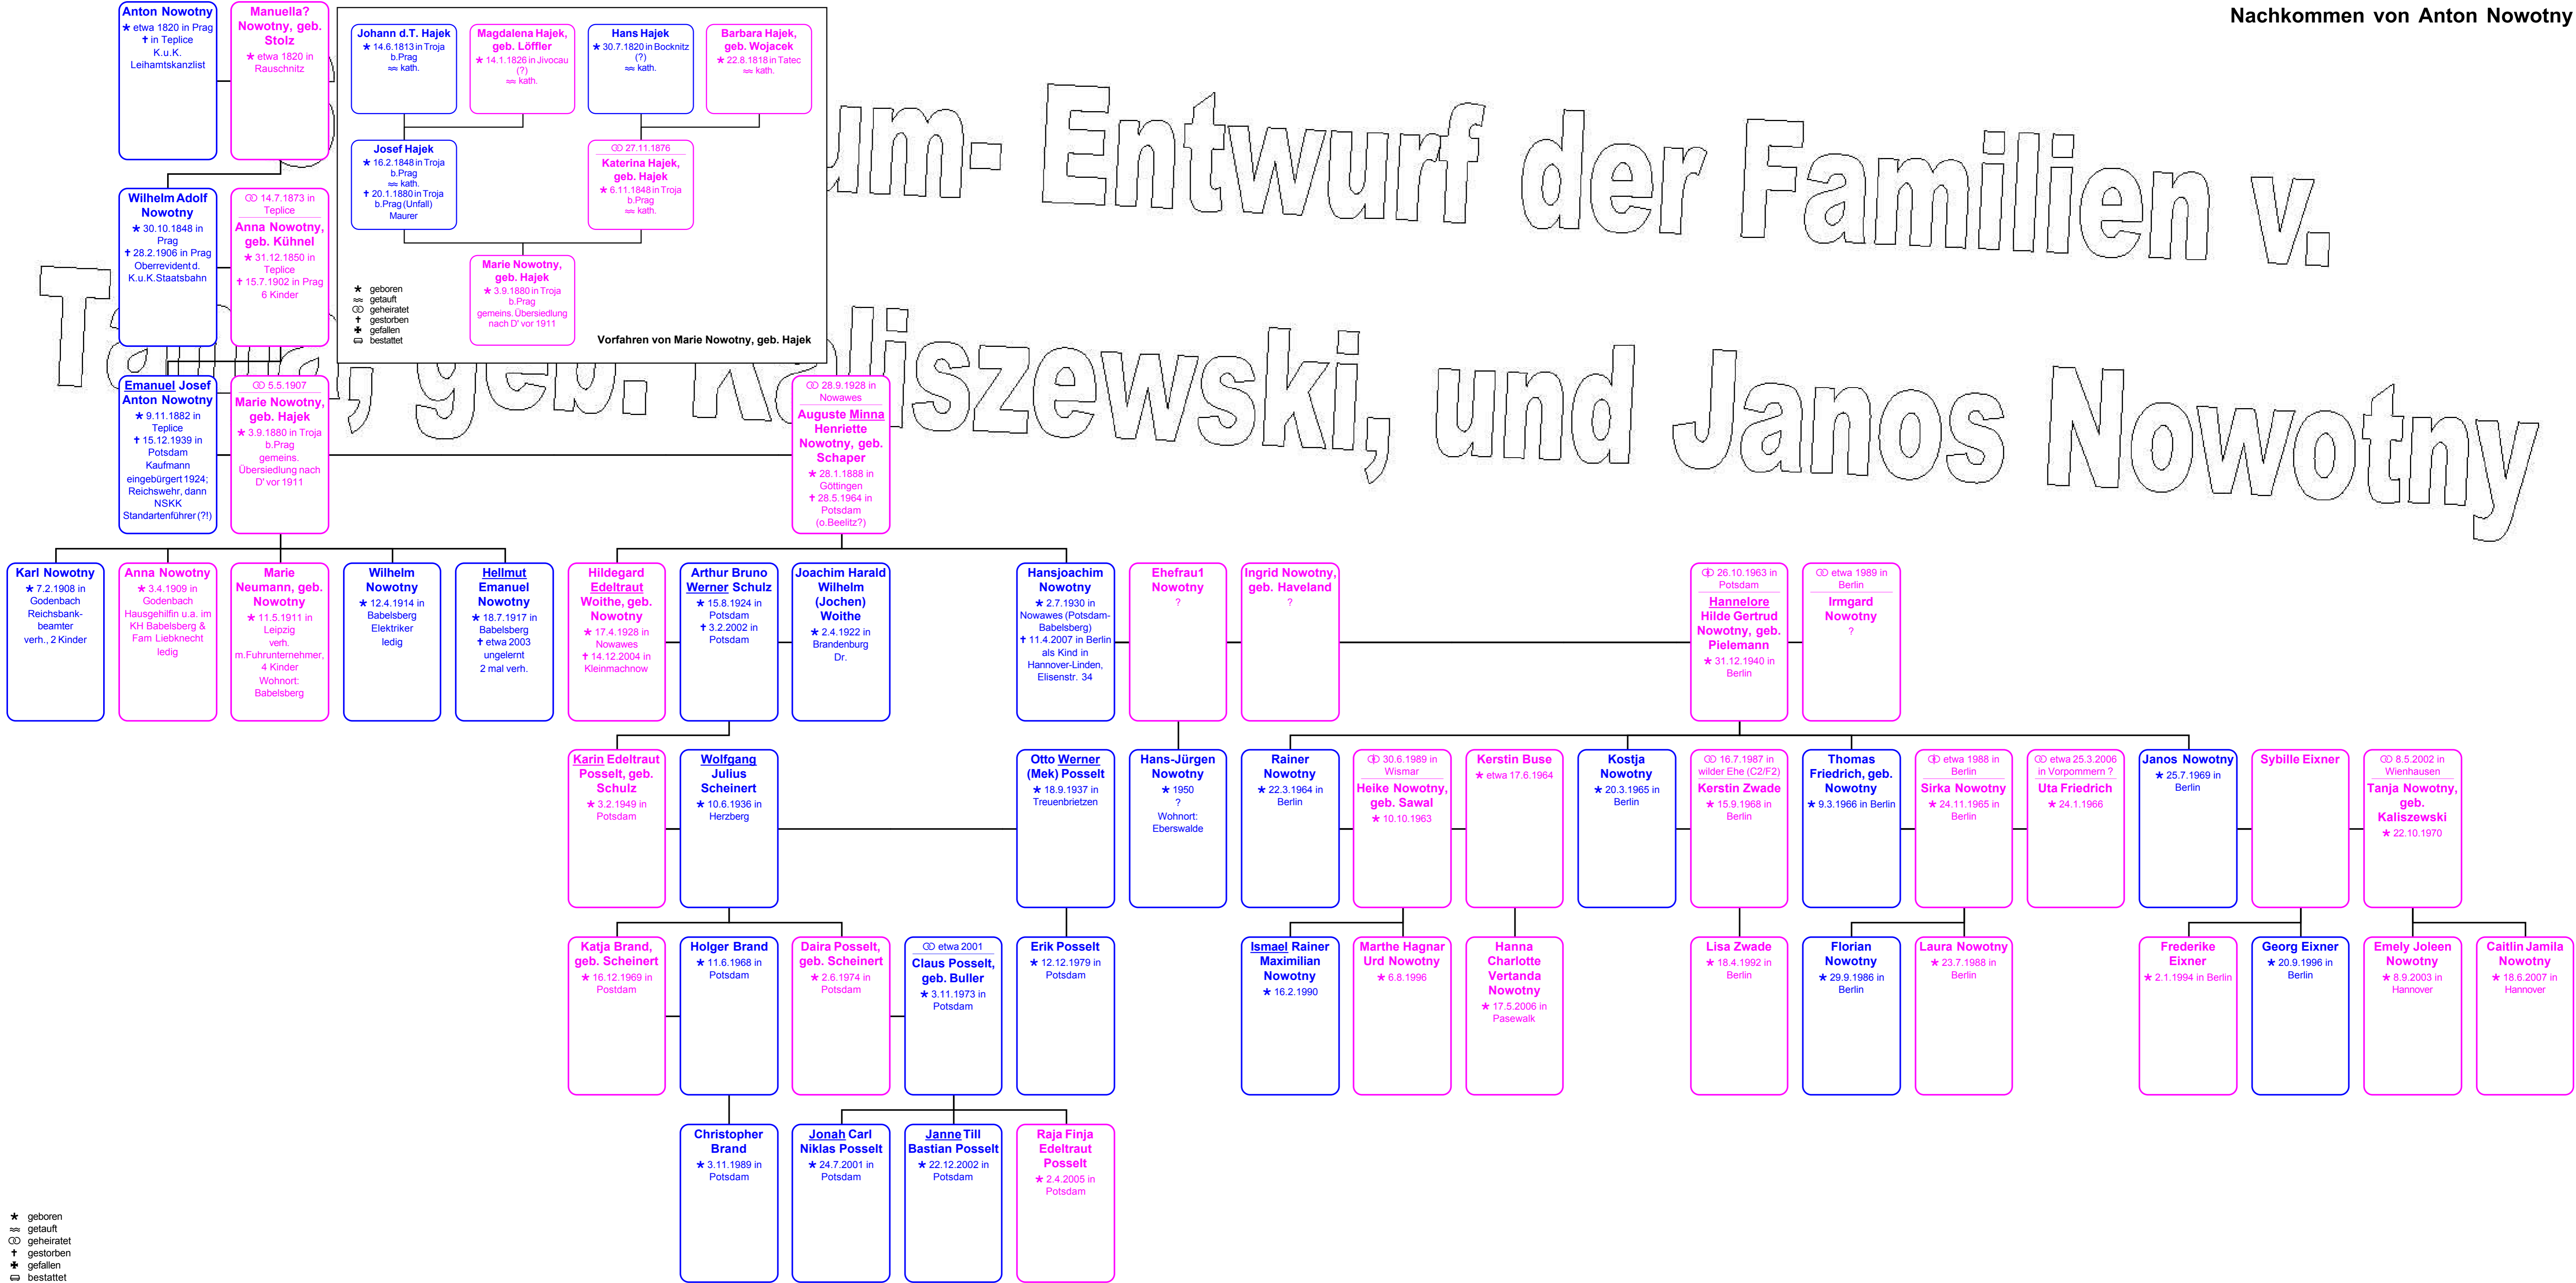 Nachkommen von Anton Nowotny
um- Entwurf der Familien v.
Ta, geb. Kaliszewski, und Janos Nowotny
Anton Nowotny
★ etwa 1820 in Prag
✝ in Teplice
K.u.K.
Leihamtskanzlist
Manuella?
Nowotny, geb.
Stolz
★ etwa 1820 in
Rauschnitz
Johann d.T. Hajek
★ 14.6.1813 in Troja
b.Prag
≈ kath.
Magdalena Hajek,
geb. Löffler
★ 14.1.1826 in Jivocau
(?)
≈ kath.
Hans Hajek
★ 30.7.1820 in Bocknitz
(?)
≈ kath.
Barbara Hajek,
geb. Wojacek
★ 22.8.1818 in Tatec
≈ kath.
Josef Hajek
★ 16.2.1848 in Troja
b.Prag
≈ kath.
✝ 20.1.1880 in Troja
b.Prag (Unfall)
Maurer
⚭ 27.11.1876
Katerina Hajek,
geb. Hajek
★ 6.11.1848 in Troja
b.Prag
≈ kath.
Marie Nowotny,
geb. Hajek
★ 3.9.1880 in Troja
b.Prag
gemeins. Übersiedlung
nach D' vor 1911
★ geboren
≈ getauft
⚭ geheiratet
✝ gestorben
✠ gefallen
⚰ bestattet
Vorfahren von Marie Nowotny, geb. Hajek
Wilhelm Adolf
Nowotny
★ 30.10.1848 in
Prag
✝ 28.2.1906 in Prag
Oberrevident d.
K.u.K.Staatsbahn
⚭ 14.7.1873 in
Teplice
Anna Nowotny,
geb. Kühnel
★ 31.12.1850 in
Teplice
✝ 15.7.1902 in Prag
6 Kinder
Emanuel Josef
Anton Nowotny
★ 9.11.1882 in
Teplice
✝ 15.12.1939 in
Potsdam
Kaufmann
eingebürgert 1924;
Reichswehr, dann
NSKK
Standartenführer (?!)
⚭ 5.5.1907
Marie Nowotny,
geb. Hajek
★ 3.9.1880 in Troja
b.Prag
gemeins.
Übersiedlung nach
D' vor 1911
⚭ 28.9.1928 in
Nowawes
Auguste Minna
Henriette
Nowotny, geb.
Schaper
★ 28.1.1888 in
Göttingen
✝ 28.5.1964 in
Potsdam
(o.Beelitz?)
Karl Nowotny
★ 7.2.1908 in
Godenbach
Reichsbank-
beamter
verh., 2 Kinder
Anna Nowotny
★ 3.4.1909 in
Godenbach
Hausgehilfin u.a. im
KH Babelsberg &
Fam Liebknecht
ledig
Marie
Neumann, geb.
Nowotny
★ 11.5.1911 in
Leipzig
verh.
m.Fuhrunternehmer,
4 Kinder
Wohnort:
Babelsberg
Wilhelm
Nowotny
★ 12.4.1914 in
Babelsberg
Elektriker
ledig
Hellmut
Emanuel
Nowotny
★ 18.7.1917 in
Babelsberg
✝ etwa 2003
ungelernt
2 mal verh.
Hildegard
Edeltraut
Woithe, geb.
Nowotny
★ 17.4.1928 in
Nowawes
✝ 14.12.2004 in
Kleinmachnow
Arthur Bruno
Werner Schulz
★ 15.8.1924 in
Potsdam
✝ 3.2.2002 in
Potsdam
Joachim Harald
Wilhelm
(Jochen)
Woithe
★ 2.4.1922 in
Brandenburg
Dr.
Hansjoachim
Nowotny
★ 2.7.1930 in
Nowawes (Potsdam-
Babelsberg)
✝ 11.4.2007 in Berlin
als Kind in
Hannover-Linden,
Elisenstr. 34
Ehefrau1
Nowotny
?
Ingrid Nowotny,
geb. Haveland
?
⚮ 26.10.1963 in
Potsdam
Hannelore
Hilde Gertrud
Nowotny, geb.
Pielemann
★ 31.12.1940 in
Berlin
⚭ etwa 1989 in
Berlin
Irmgard
Nowotny
?
Karin Edeltraut
Posselt, geb.
Schulz
★ 3.2.1949 in
Potsdam
Wolfgang
Julius
Scheinert
★ 10.6.1936 in
Herzberg
Otto Werner
(Mek) Posselt
★ 18.9.1937 in
Treuenbrietzen
Hans-Jürgen
Nowotny
★ 1950
?
Wohnort:
Eberswalde
Rainer
Nowotny
★ 22.3.1964 in
Berlin
⚮ 30.6.1989 in
Wismar
Heike Nowotny,
geb. Sawal
★ 10.10.1963
Kerstin Buse
★ etwa 17.6.1964
Kostja
Nowotny
★ 20.3.1965 in
Berlin
⚭ 16.7.1987 in
wilder Ehe (C2/F2)
Kerstin Zwade
★ 15.9.1968 in
Berlin
Thomas
Friedrich, geb.
Nowotny
★ 9.3.1966 in Berlin
⚮ etwa 1988 in
Berlin
Sirka Nowotny
★ 24.11.1965 in
Berlin
⚭ etwa 25.3.2006
in Vorpommern ?
Uta Friedrich
★ 24.1.1966
Janos Nowotny
★ 25.7.1969 in
Berlin
Sybille Eixner
⚭ 8.5.2002 in
Wienhausen
Tanja Nowotny,
geb.
Kaliszewski
★ 22.10.1970
Katja Brand,
geb. Scheinert
★ 16.12.1969 in
Postdam
Holger Brand
★ 11.6.1968 in
Potsdam
Daira Posselt,
geb. Scheinert
★ 2.6.1974 in
Potsdam
⚭ etwa 2001
Claus Posselt,
geb. Buller
★ 3.11.1973 in
Potsdam
Erik Posselt
★ 12.12.1979 in
Potsdam
Ismael Rainer
Maximilian
Nowotny
★ 16.2.1990
Marthe Hagnar
Urd Nowotny
★ 6.8.1996
Hanna
Charlotte
Vertanda
Nowotny
★ 17.5.2006 in
Pasewalk
Lisa Zwade
★ 18.4.1992 in
Berlin
Florian
Nowotny
★ 29.9.1986 in
Berlin
Laura Nowotny
★ 23.7.1988 in
Berlin
Frederike
Eixner
★ 2.1.1994 in Berlin
Georg Eixner
★ 20.9.1996 in
Berlin
Emely Joleen
Nowotny
★ 8.9.2003 in
Hannover
Caitlin Jamila
Nowotny
★ 18.6.2007 in
Hannover
Christopher
Brand
★ 3.11.1989 in
Potsdam
Jonah Carl
Niklas Posselt
★ 24.7.2001 in
Potsdam
Janne Till
Bastian Posselt
★ 22.12.2002 in
Potsdam
Raja Finja
Edeltraut
Posselt
★ 2.4.2005 in
Potsdam
★ geboren
≈ getauft
⚭ geheiratet
✝ gestorben
✠ gefallen
⚰ bestattet